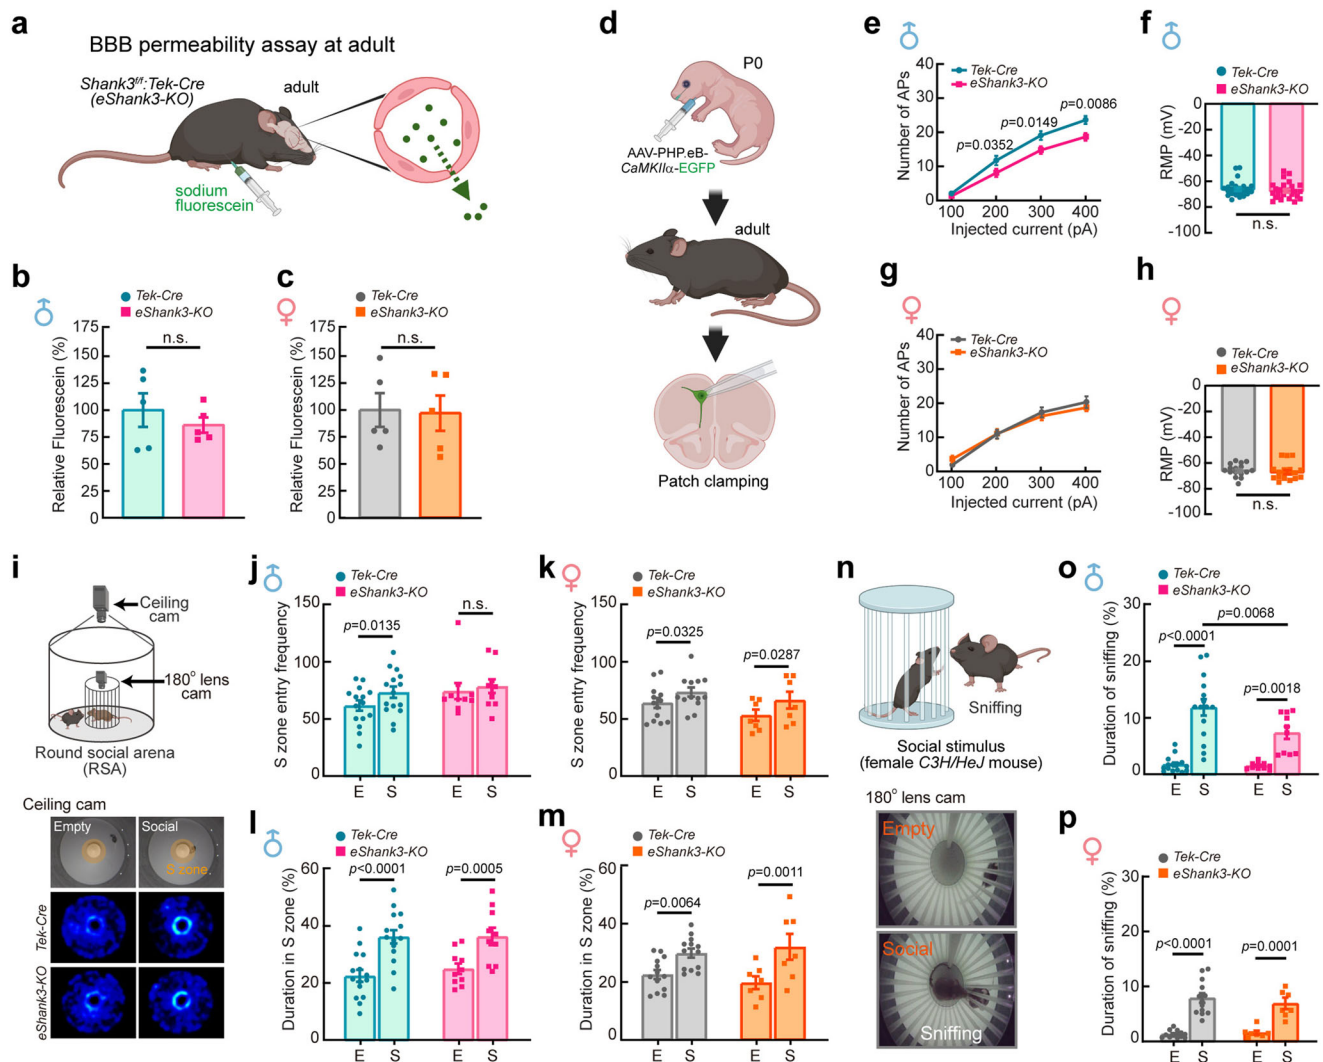 a
BBB permeability assay at adult
Shank3f/f:Tek-Cre
(eShank3-KO)
adult
sodium
fluorescein
b
Tek-Cre
eShank3-KO
Relative Fluorescein (%)
175
150
125
100
75
50
25
0
n.s.
c
Tek-Cre
eShank3-KO
Relative Fluorescein (%)
175
150
125
100
75
50
25
0
n.s.
d
P0
AAV-PHP.eB-
CaMKIIα-EGFP
adult
Patch clamping
e
Tek-Cre
eShank3-KO
Number of APs
40
30
20
10
0
p=0.0352
p=0.0149
p=0.0086
100 200 300 400
Injected current (pA)
f
Tek-Cre
eShank3-KO
RMP (mV)
0
-20
-40
-60
-80
-100
n.s.
g
Tek-Cre
eShank3-KO
Number of APs
40
30
20
10
0
100 200 300 400
Injected current (pA)
h
Tek-Cre
eShank3-KO
RMP (mV)
0
-20
-40
-60
-80
-100
n.s.
i
Ceiling
cam
180° lens
cam
Round social arena
(RSA)
Ceiling cam
Empty
Social
S zone
Tek-Cre
eShank3-KO
j
Tek-Cre
eShank3-KO
S zone entry frequency
150
100
50
0
p=0.0135
n.s.
E S E S
k
Tek-Cre
eShank3-KO
S zone entry frequency
150
100
50
0
p=0.0325
p=0.0287
E S E S
l
Tek-Cre
eShank3-KO
Duration in S zone (%)
60
40
20
0
p<0.0001
p=0.0005
E S E S
m
Tek-Cre
eShank3-KO
Duration in S zone (%)
60
40
20
0
p=0.0064
p=0.0011
E S E S
n
Sniffing
Social stimulus
(female C3H/HeJ mouse)
180° lens cam
Empty
Social
Sniffing
o
Tek-Cre
eShank3-KO
Duration of sniffing (%)
30
20
10
0
p<0.0001
p=0.0068
p=0.0018
E S E S
p
Tek-Cre
eShank3-KO
Duration of sniffing (%)
30
20
10
0
p<0.0001
p=0.0001
E S E S